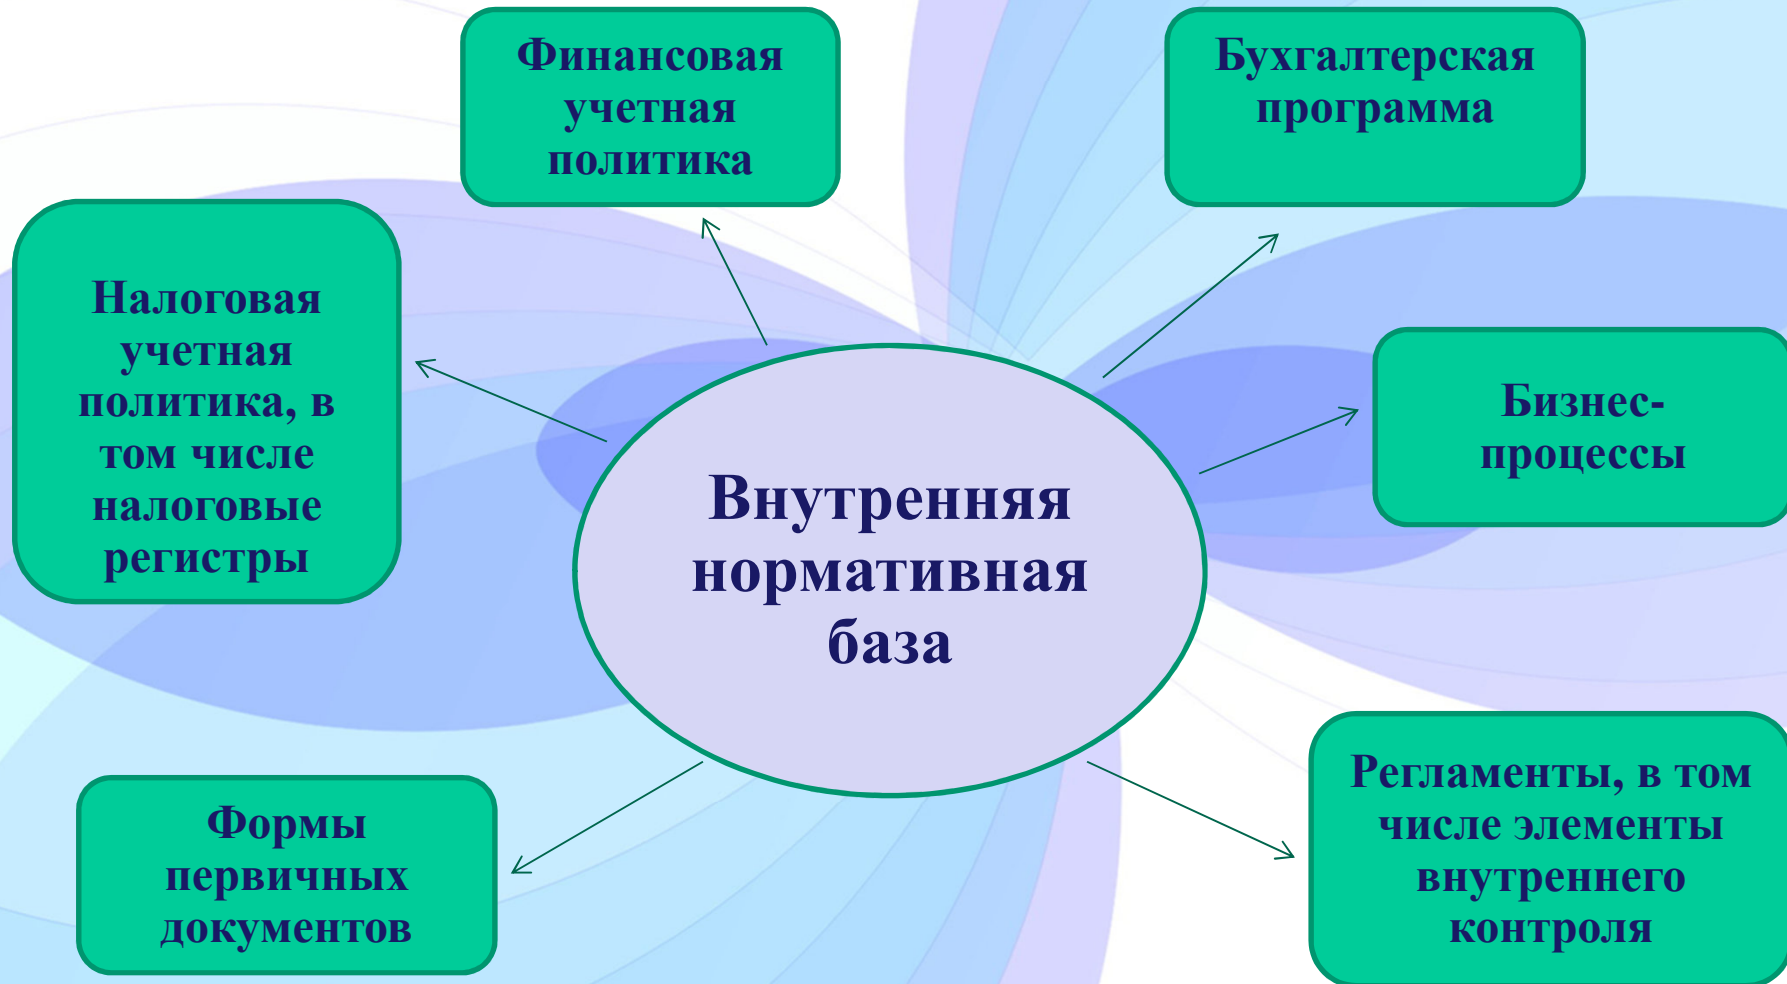 Финансовая
учетная
политика
Бухгалтерская
программа
Налоговая
учетная
политика, в
том числе
налоговые
регистры
Бизнес-
процессы
Внутренняя
нормативная
база
Формы
первичных
документов
Регламенты, в том
числе элементы
внутреннего
контроля